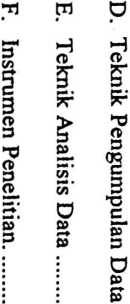 D. Teknik Pengumpulan Data
E. Teknik Analisis Data .........
F. Instrumen Penelitian. .........